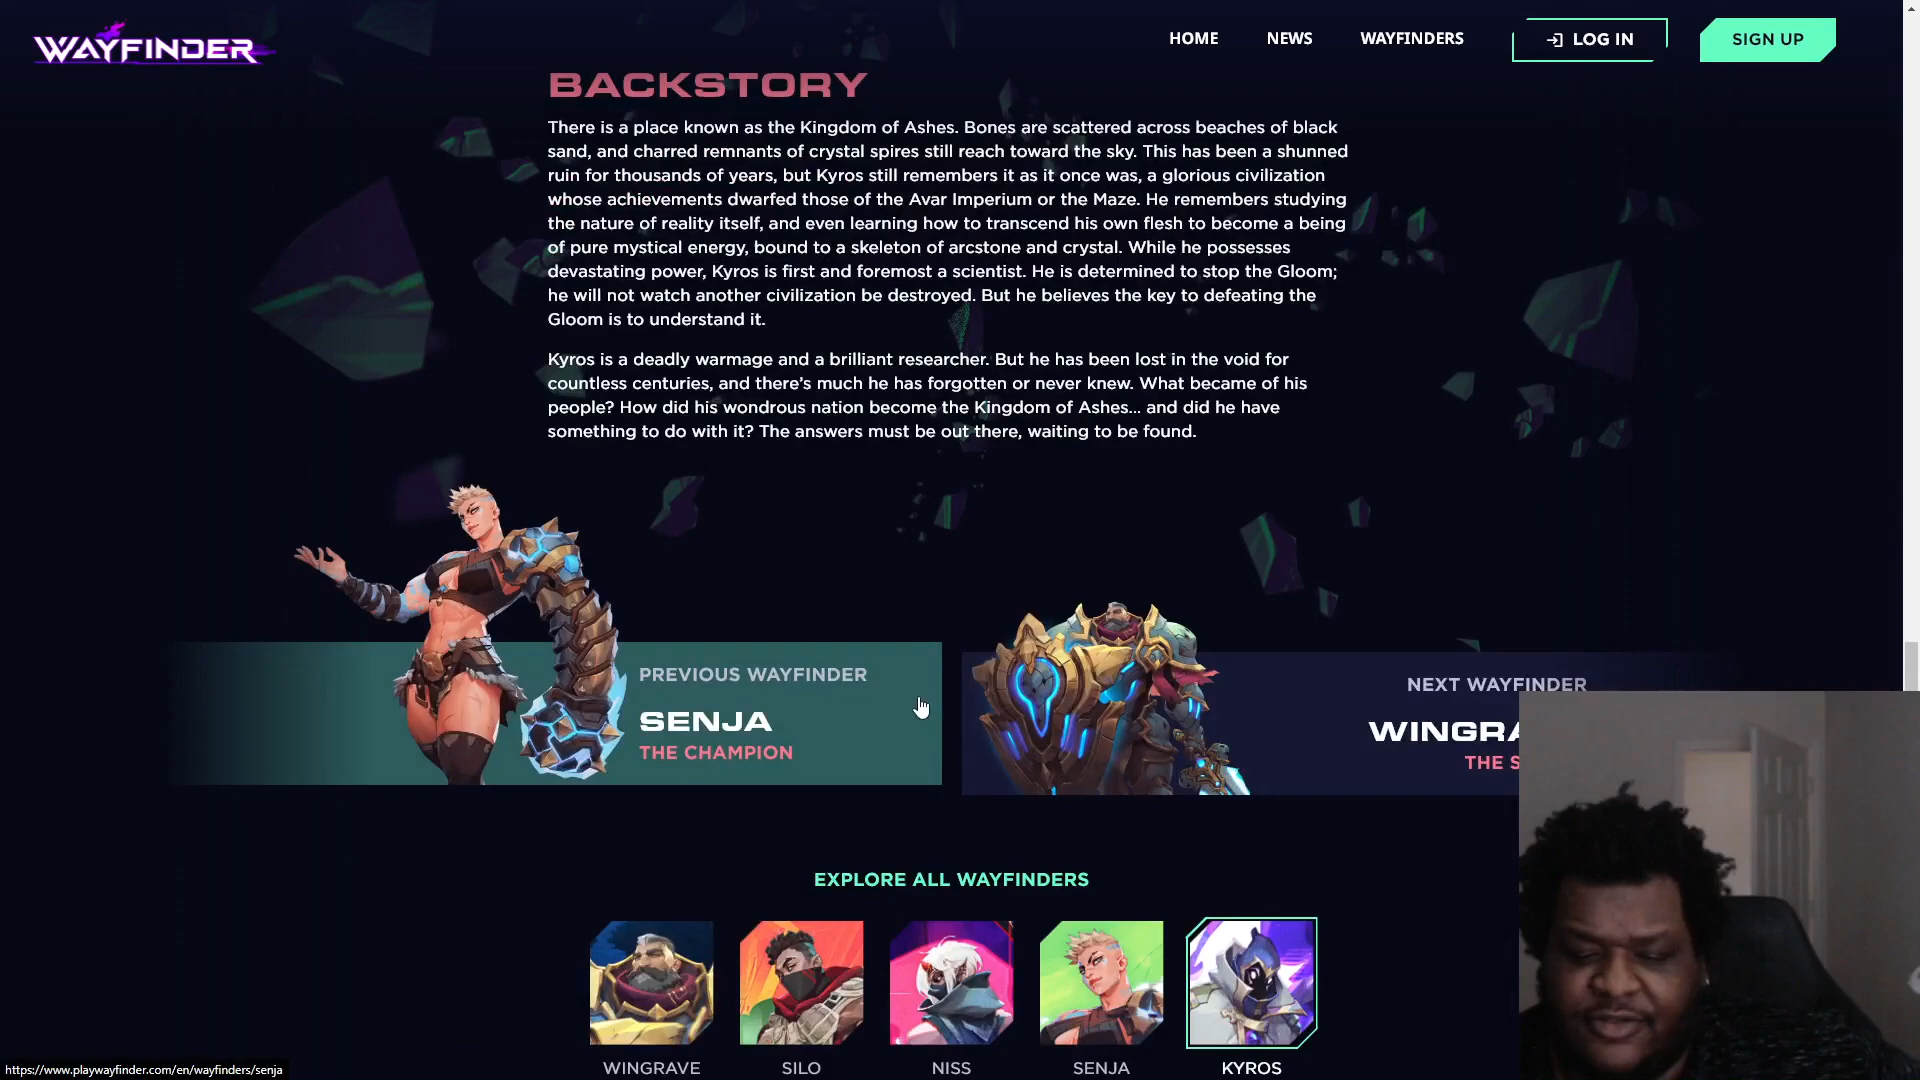 WAYFINDER
HOME
NEWS
WAYFINDERS
LOG IN
SIGN UP
BACKSTORY
There is a place known as the Kingdom of Ashes. Bones are scattered across beaches of black
sand, and charred remnants of crystal spires still reach toward the sky. This has been a shunned
ruin for thousands of years, but Kyros still remembers it as it once was, a glorious civilization
whose achievements dwarfed those of the Avar Imperium or the Maze. He remembers studying
the nature of reality itself, and even learning how to transcend his own flesh to become a being
of pure mystical energy, bound to a skeleton of arcstone and crystal. While he possesses
devastating power, Kyros is first and foremost a scientist. He is determined to stop the Gloom;
he will not watch another civilization be destroyed. But he believes the key to defeating the
Gloom is to understand it.
Kyros is a deadly warmage and a brilliant researcher. But he has been lost in the void for
countless centuries, and there’s much he has forgotten or never knew. What became of his
people? How did his wondrous nation become the Kingdom of Ashes... and did he have
something to do with it? The answers must be out there, waiting to be found.
PREVIOUS WAYFINDER
SENJA
THE CHAMPION
NEXT WAYFINDER
WINGRA
THE S
EXPLORE ALL WAYFINDERS
WINGRAVE
SILO
NISS
SENJA
KYROS
https://www.playwayfinder.com/en/wayfinders/senja